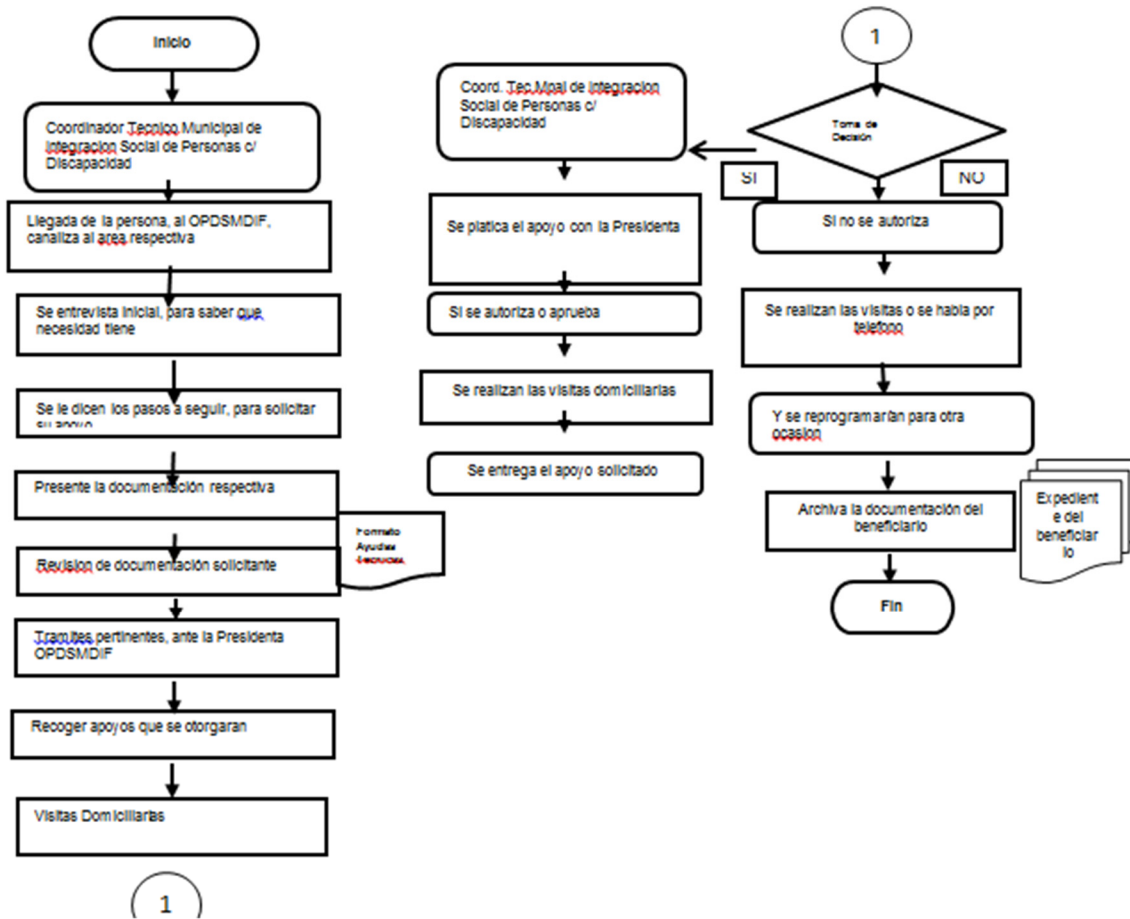 Inicio
Coordinador Tecnico Municipal de
Integracion Social de Personas c/
Discapacidad
Llegada de la persona, al OPDSMDIF,
canaliza al area respectiva
Se entrevista inicial, para saber que
necesidad tiene
Se le dicen los pasos a seguir, para solicitar
su apoyo
Presente la documentación respectiva
Formato
Ayudas
Tecnicas
Revision de documentación solicitante
Tramites pertinentes, ante la Presidenta
OPDSMDIF
Recoger apoyos que se otorgaran
Visitas Domiciliarias
1
Coord. Tec.Mpal de Integracion
Social de Personas c/
Discapacidad
Se platica el apoyo con la Presidenta
Si se autoriza o aprueba
Se realizan las visitas domiciliarias
Se entrega el apoyo solicitado
1
Toma de
Decisión
SI
NO
Si no se autoriza
Se realizan las visitas o se habla por
telefono
Y se reprogramarían para otra
ocasion
Archiva la documentación del
beneficiario
Expedient
e del
beneficiar
io
Fin